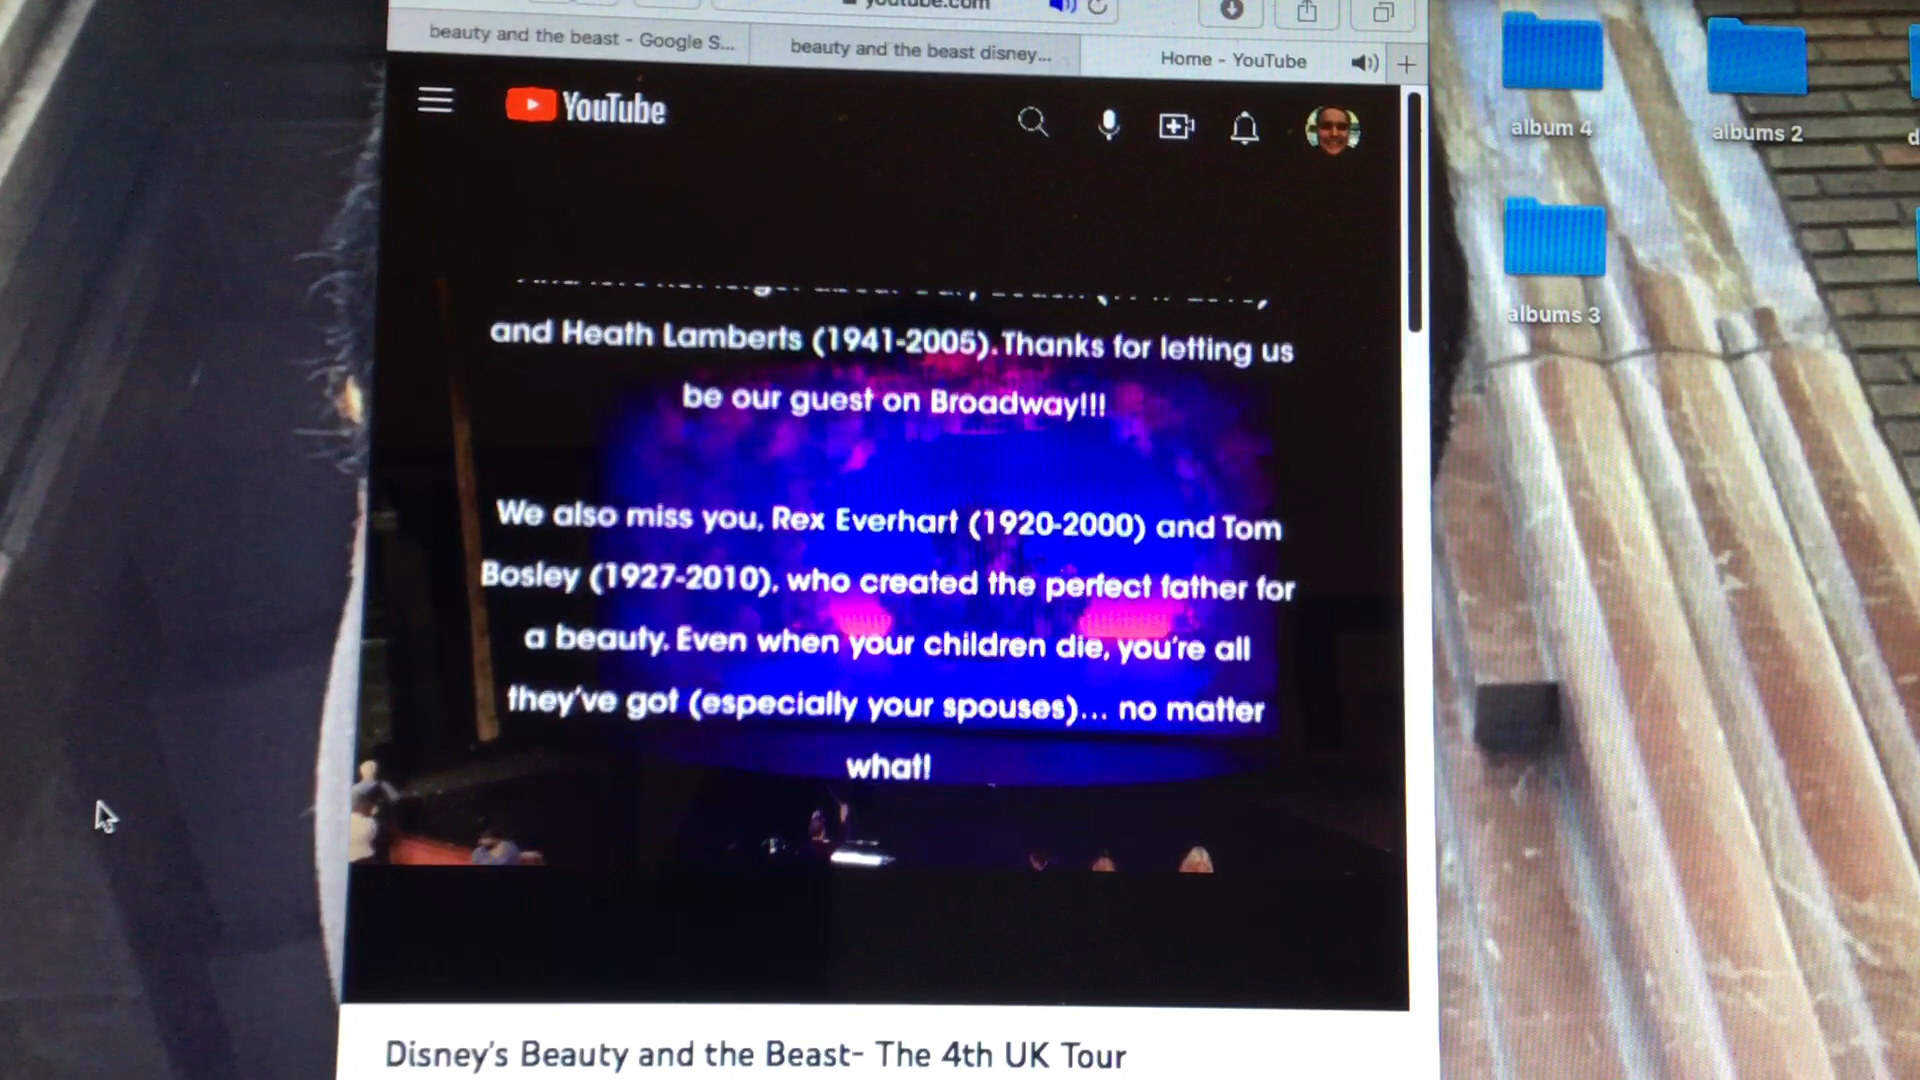 youtube.com
beauty and the beast - Google S...
beauty and the beast disney...
Home - YouTube
YouTube
album 4
albums 2
albums 3
and Heath Lamberts (1941-2005). Thanks for letting us
be our guest on Broadway!!!
We also miss you, Rex Everhart (1920-2000) and Tom
Bosley (1927-2010), who created the perfect father for
a beauty. Even when your children die, you're all
they've got (especially your spouses)... no matter
what!
Disney's Beauty and the Beast- The 4th UK Tour